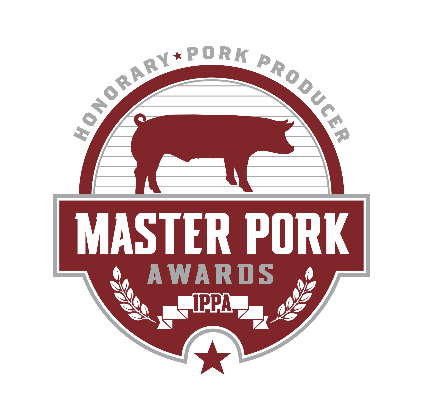 HONORARY★PORK PRODUCER
MASTER PORK
AWARDS
IPPA